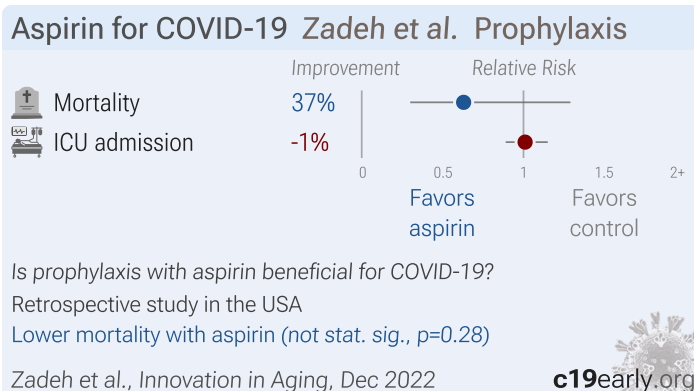 Aspirin for COVID-19 Zadeh et al. Prophylaxis
Improvement Relative Risk
Mortality 37%
ICU admission -1%
0 0.5 1 1.5 2+
Favors aspirin
Favors control
Is prophylaxis with aspirin beneficial for COVID-19?
Retrospective study in the USA
Lower mortality with aspirin (not stat. sig., p=0.28)
Zadeh et al., Innovation in Aging, Dec 2022 c19early.org